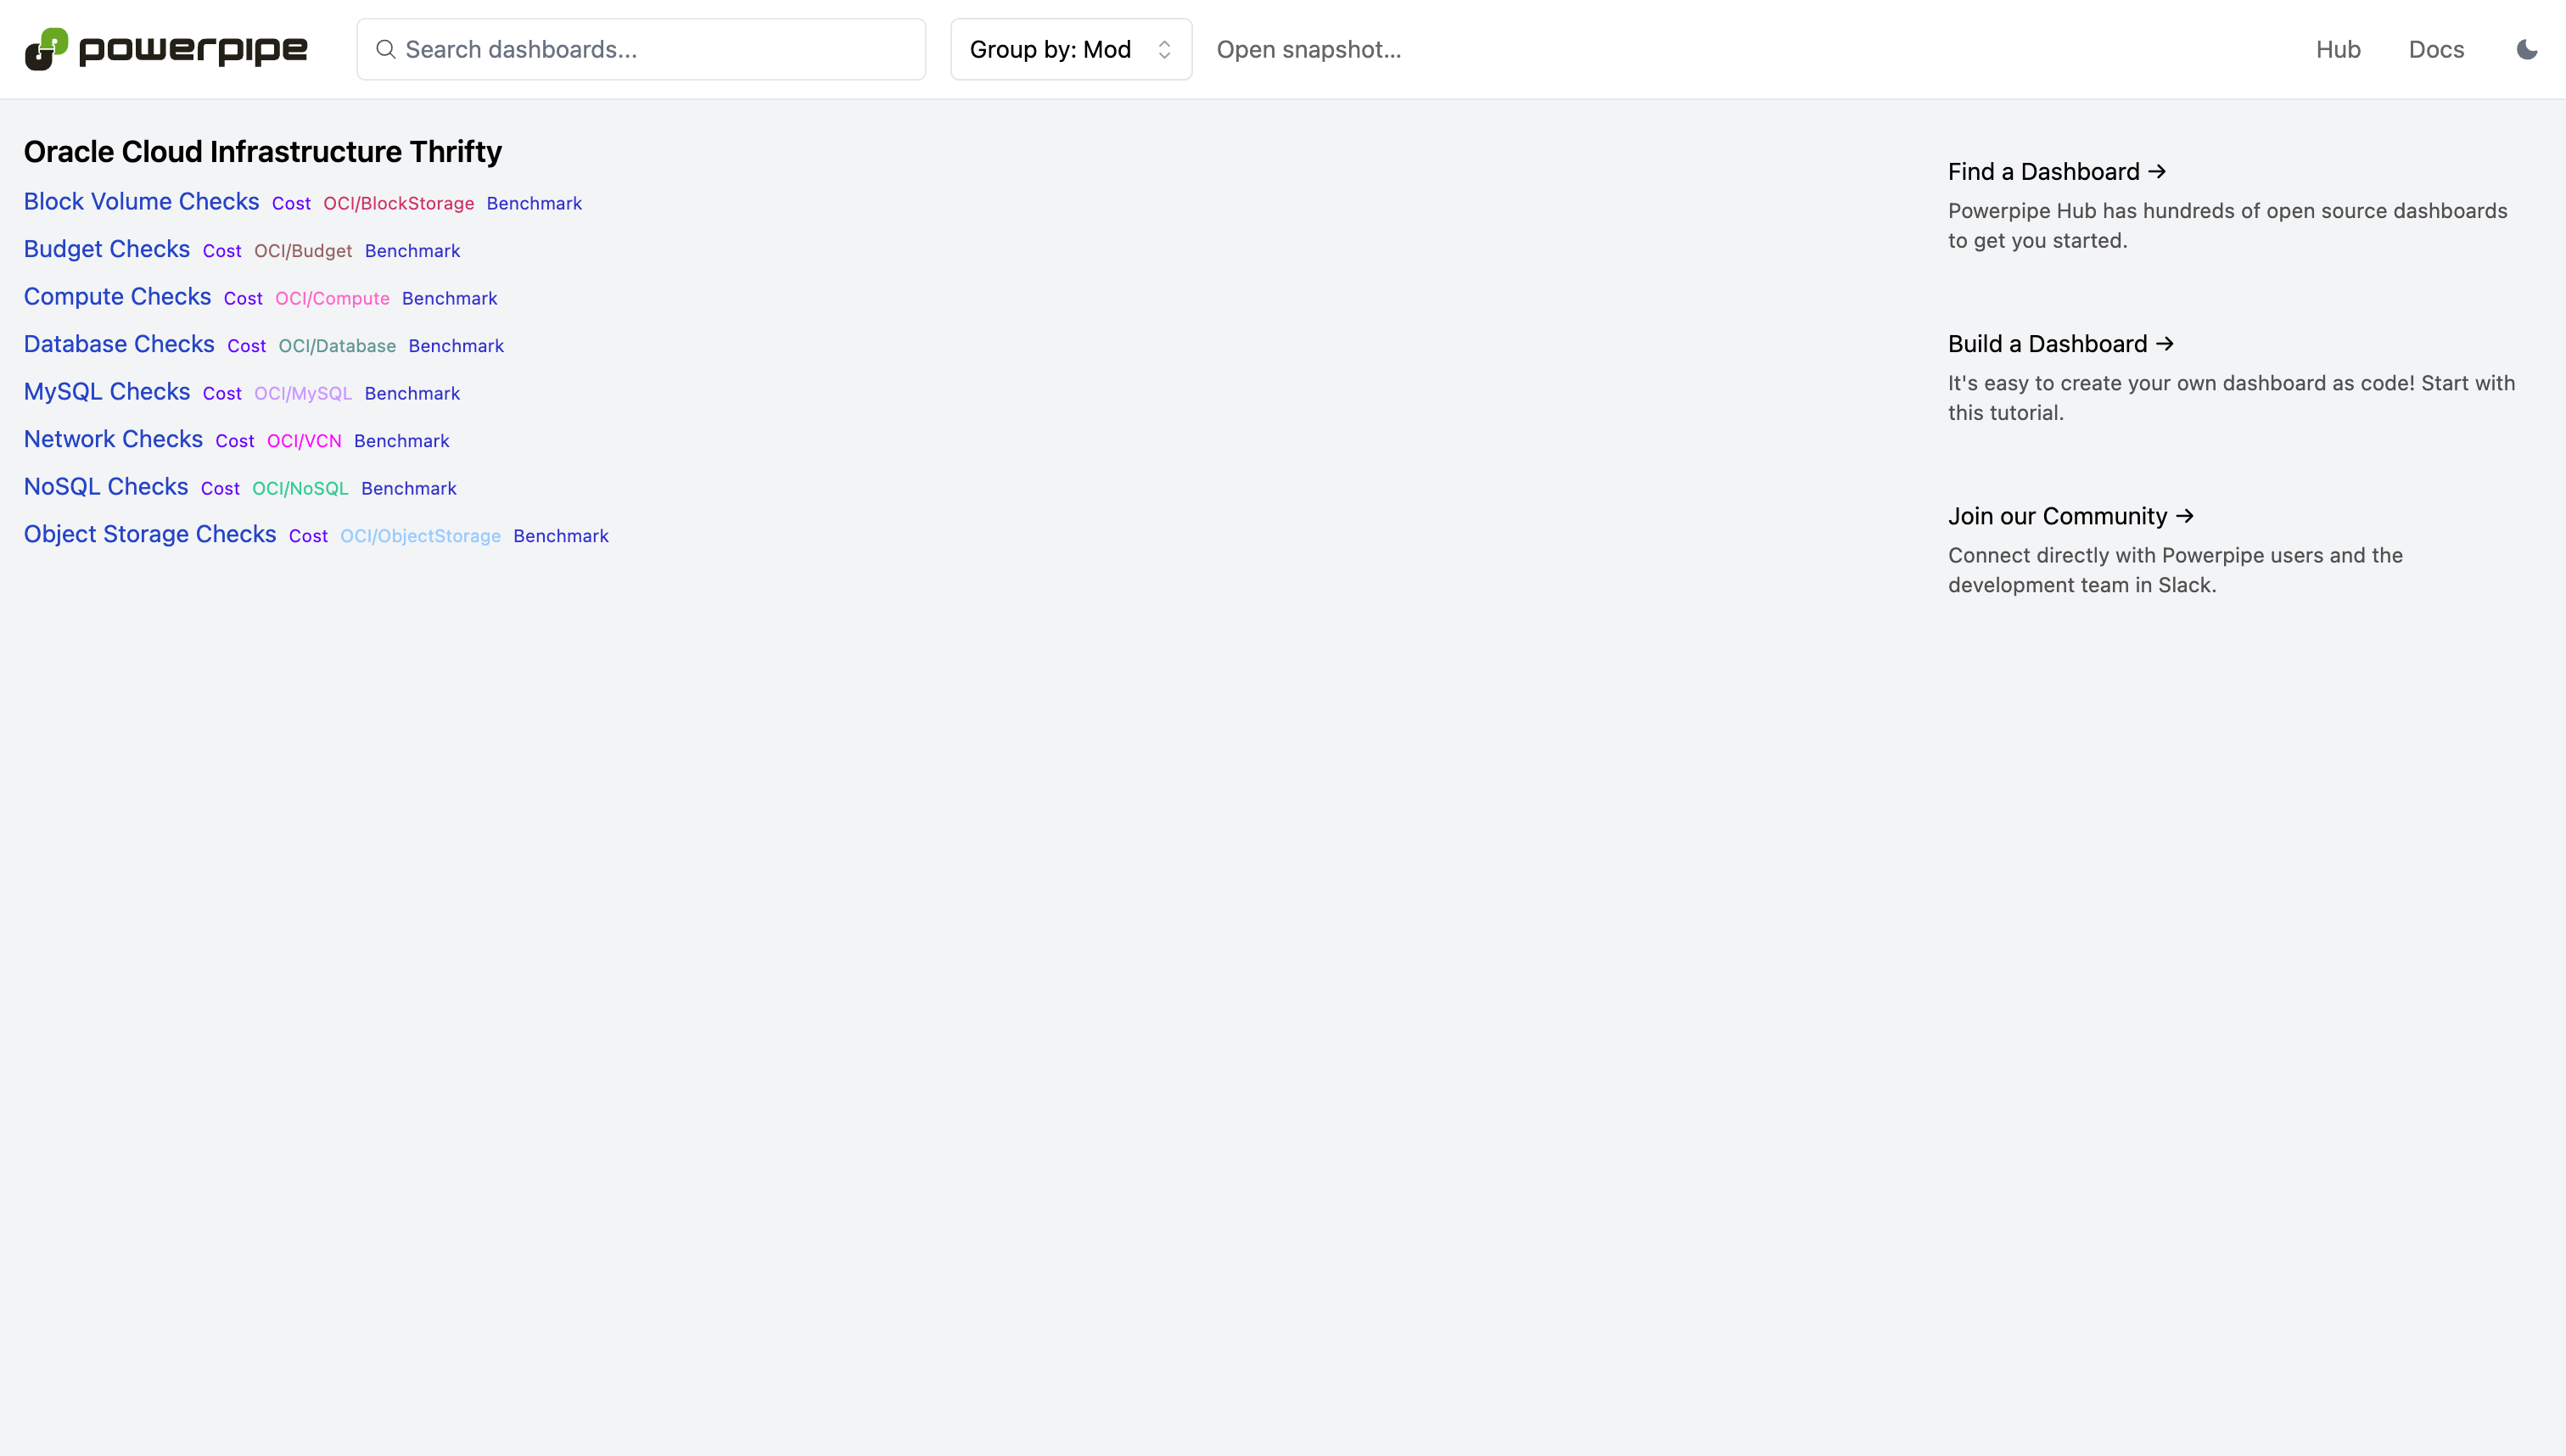 powerpipe
Search dashboards...
Group by: Mod
Open snapshot...
Hub
Docs
Oracle Cloud Infrastructure Thrifty
Block Volume Checks Cost OCI/BlockStorage Benchmark
Budget Checks Cost OCI/Budget Benchmark
Compute Checks Cost OCI/Compute Benchmark
Database Checks Cost OCI/Database Benchmark
MySQL Checks Cost OCI/MySQL Benchmark
Network Checks Cost OCI/VCN Benchmark
NoSQL Checks Cost OCI/NoSQL Benchmark
Object Storage Checks Cost OCI/ObjectStorage Benchmark
Find a Dashboard →
Powerpipe Hub has hundreds of open source dashboards
to get you started.
Build a Dashboard →
It's easy to create your own dashboard as code! Start with
this tutorial.
Join our Community →
Connect directly with Powerpipe users and the
development team in Slack.